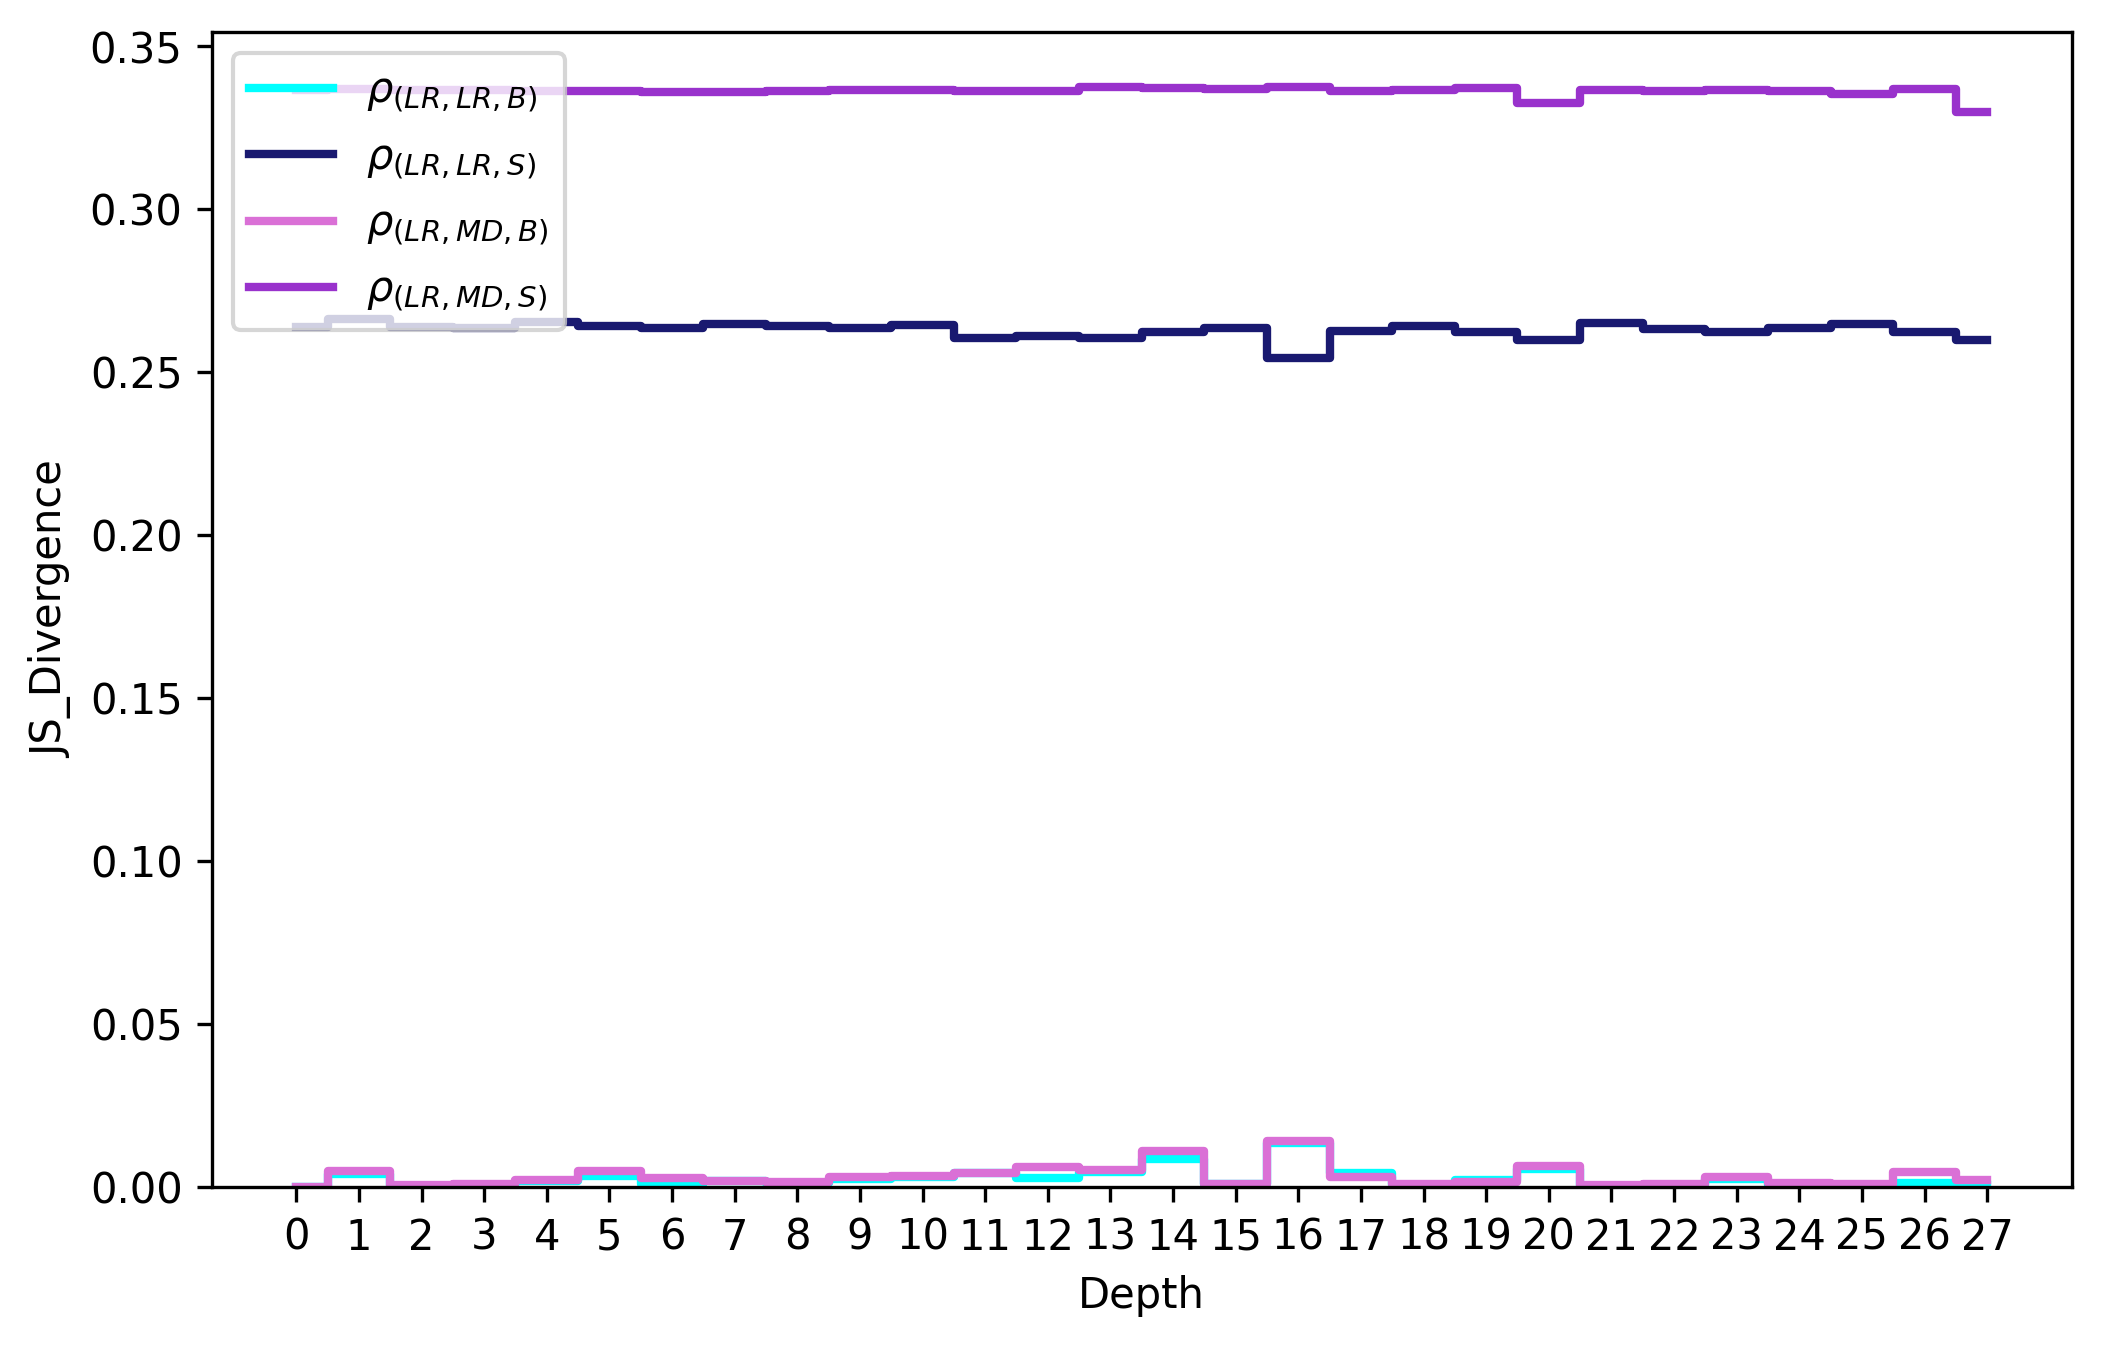 0.35
0.30
0.25
0.20
0.15
0.10
0.05
0.00
JS_Divergence
ρ(LR, LR, B)
ρ(LR, LR, S)
ρ(LR, MD, B)
ρ(LR, MD, S)
0 1 2 3 4 5 6 7 8 9 10 11 12 13 14 15 16 17 18 19 20 21 22 23 24 25 26 27
Depth